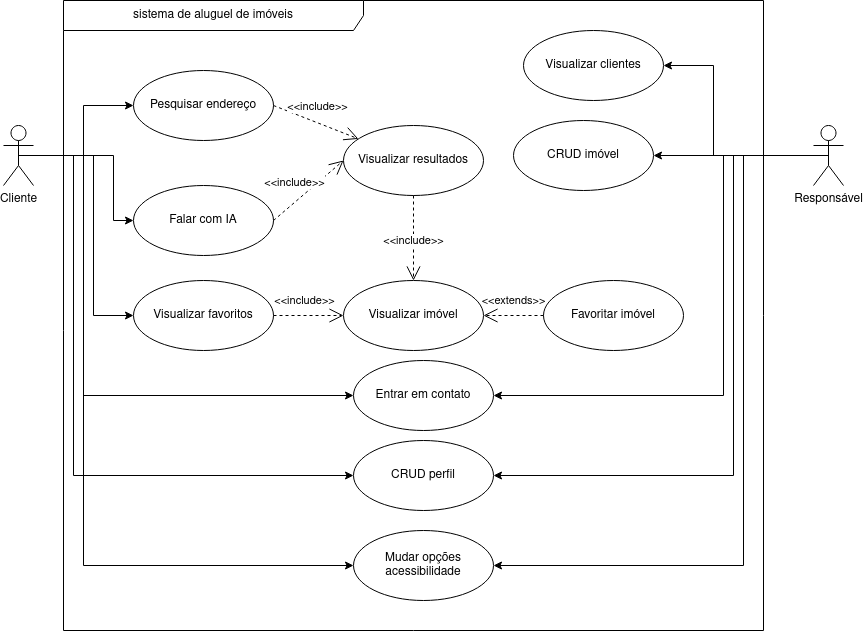 sistema de aluguel de imóveis
Visualizar clientes
Pesquisar endereço
<<include>>
CRUD imóvel
Visualizar resultados
<<include>>
Cliente
Responsável
Falar com IA
<<include>>
Visualizar favoritos
<<include>>
Visualizar imóvel
<<extends>>
Favoritar imóvel
Entrar em contato
CRUD perfil
Mudar opções
acessibilidade